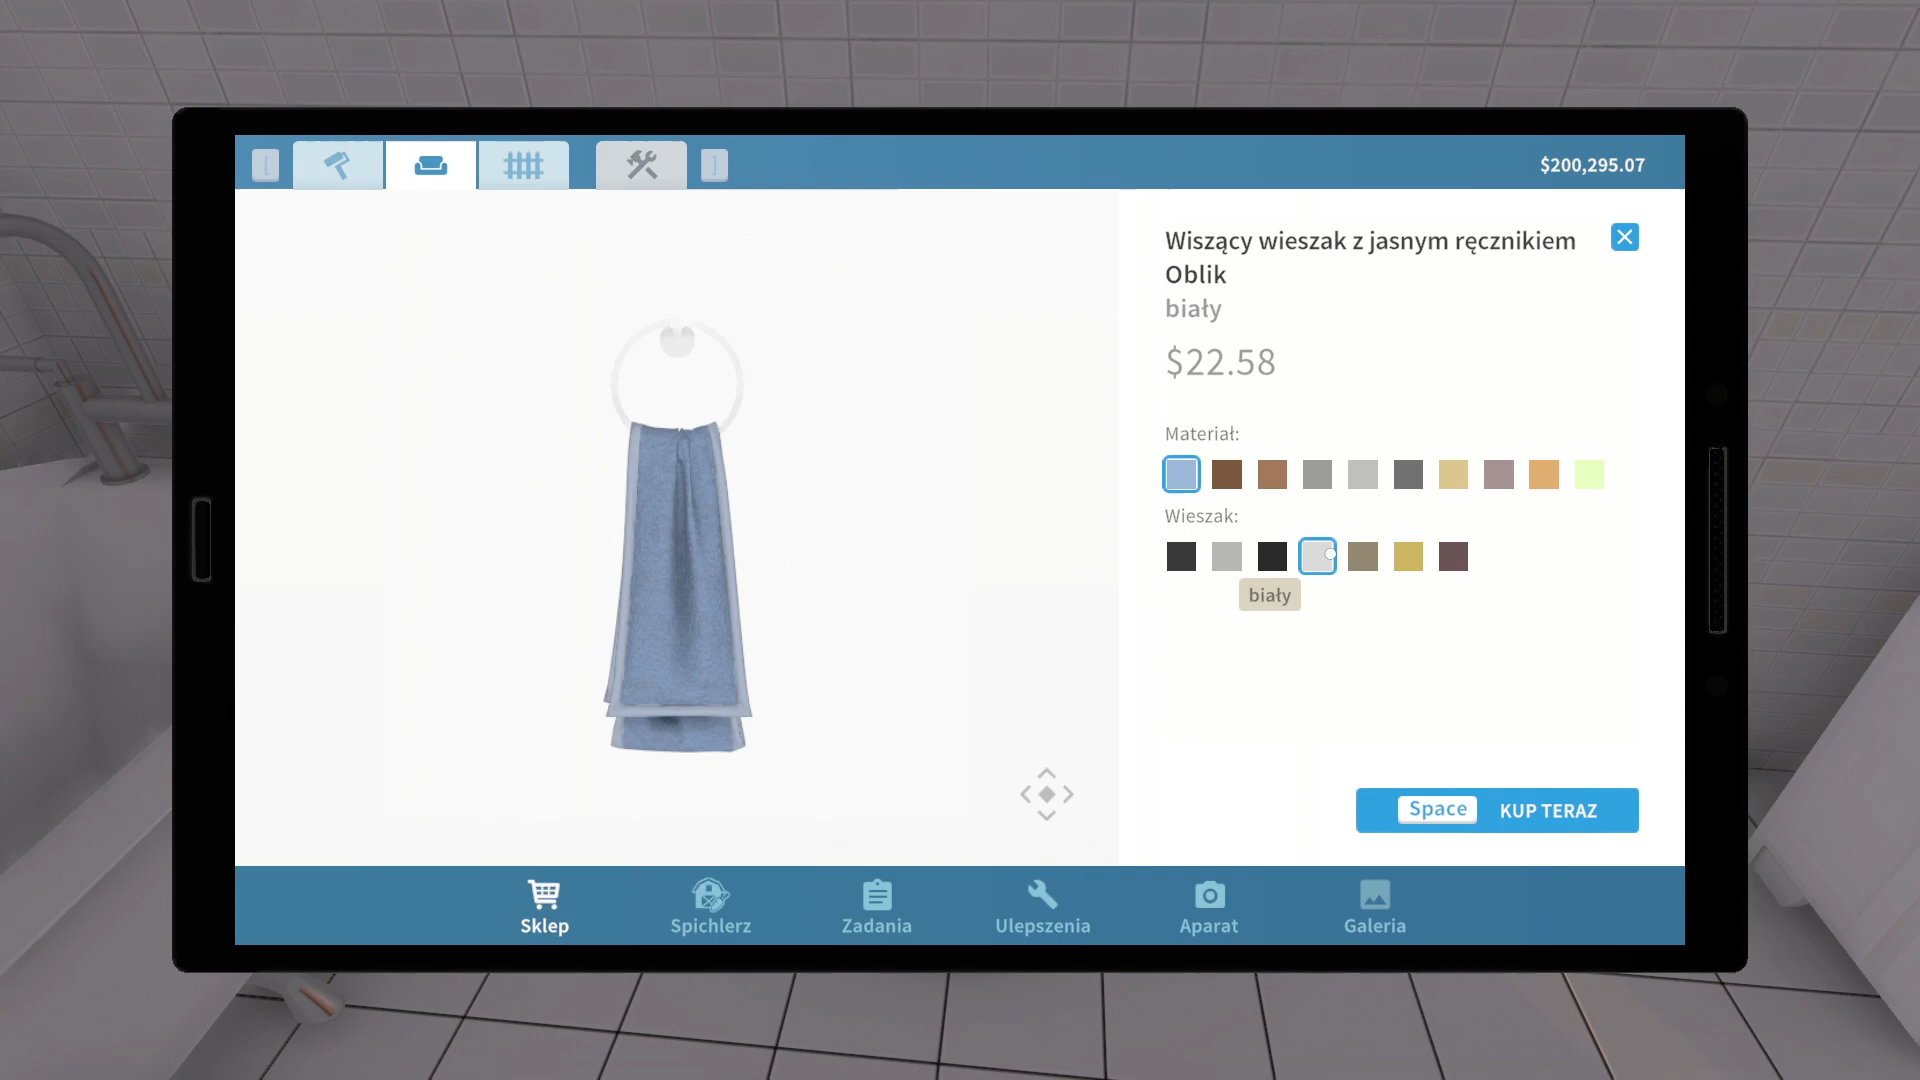 [
]
$200,295.07
Wiszący wieszak z jasnym ręcznikiem
Oblik
biały
$22.58
Materiał:
Wieszak:
biały
Space KUP TERAZ
Sklep
Spichlerz
Zadania
Ulepszenia
Aparat
Galeria